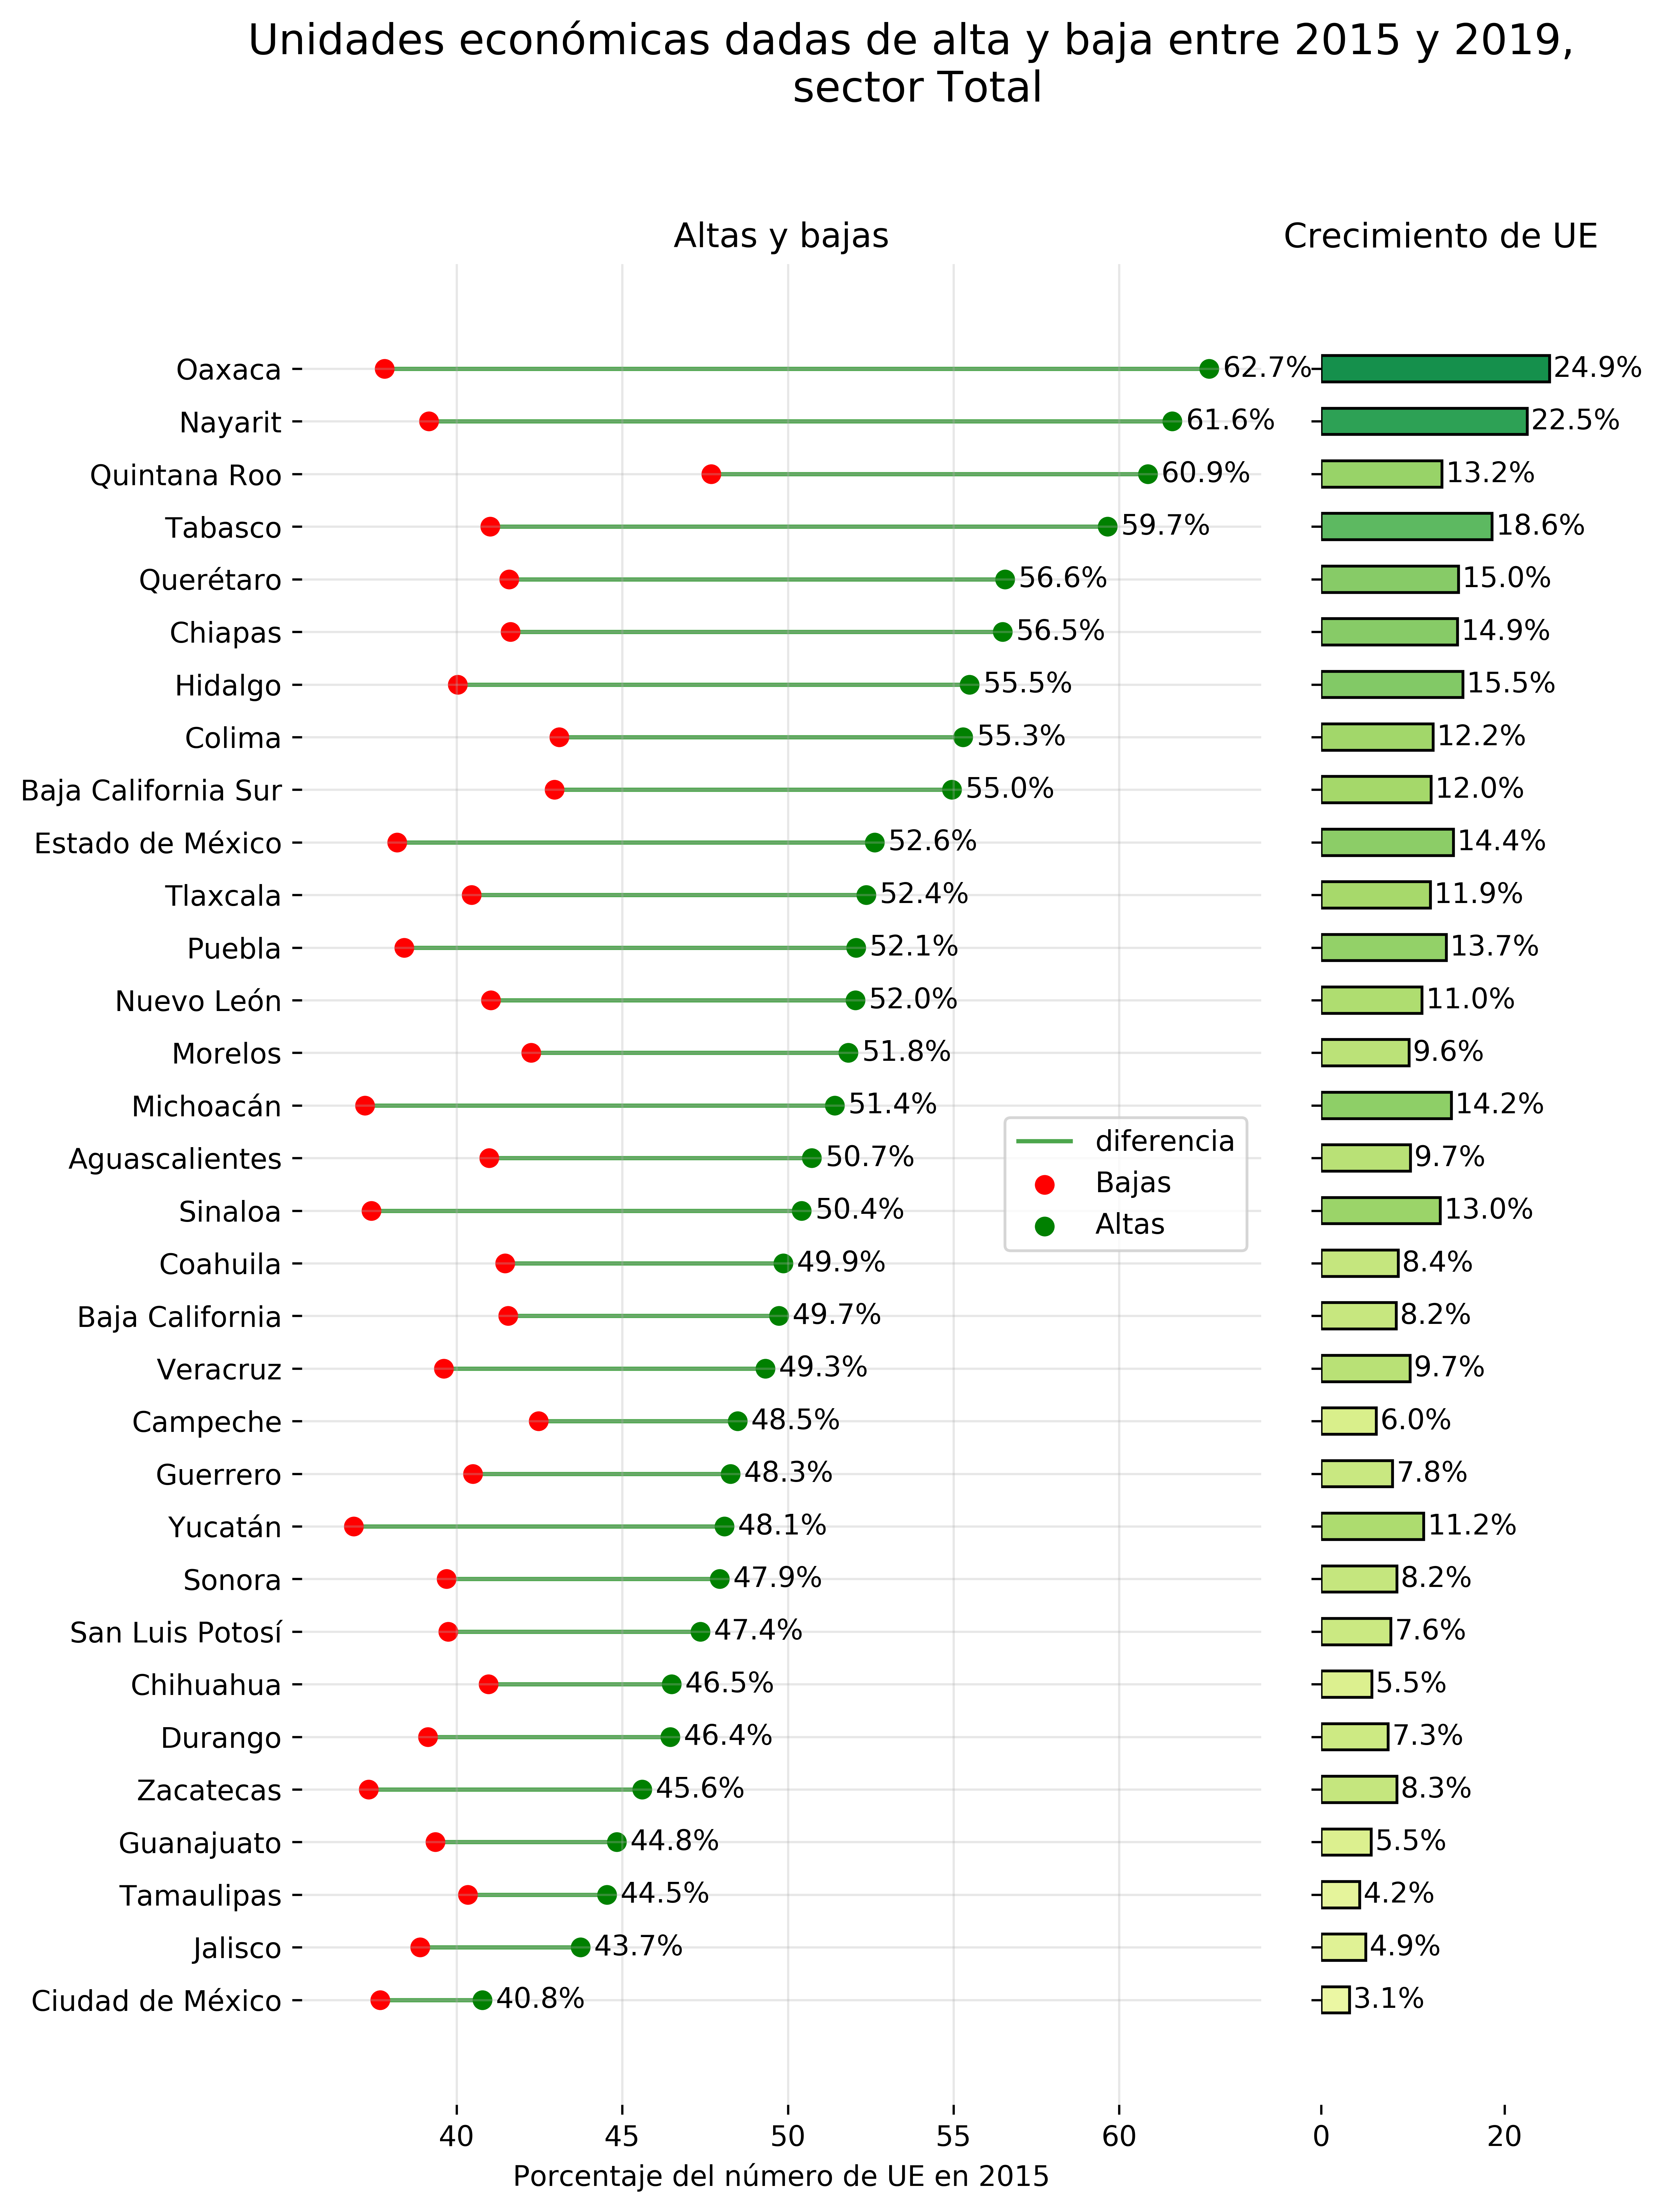 Unidades económicas dadas de alta y baja entre 2015 y 2019,
sector Total
Altas y bajas
Crecimiento de UE
Oaxaca 62.7% 24.9%
Nayarit 61.6% 22.5%
Quintana Roo 60.9% 13.2%
Tabasco 59.7% 18.6%
Querétaro 56.6% 15.0%
Chiapas 56.5% 14.9%
Hidalgo 55.5% 15.5%
Colima 55.3% 12.2%
Baja California Sur 55.0% 12.0%
Estado de México 52.6% 14.4%
Tlaxcala 52.4% 11.9%
Puebla 52.1% 13.7%
Nuevo León 52.0% 11.0%
Morelos 51.8% 9.6%
Michoacán 51.4% 14.2%
Aguascalientes 50.7% 9.7%
Sinaloa 50.4% 13.0%
Coahuila 49.9% 8.4%
Baja California 49.7% 8.2%
Veracruz 49.3% 9.7%
Campeche 48.5% 6.0%
Guerrero 48.3% 7.8%
Yucatán 48.1% 11.2%
Sonora 47.9% 8.2%
San Luis Potosí 47.4% 7.6%
Chihuahua 46.5% 5.5%
Durango 46.4% 7.3%
Zacatecas 45.6% 8.3%
Guanajuato 44.8% 5.5%
Tamaulipas 44.5% 4.2%
Jalisco 43.7% 4.9%
Ciudad de México 40.8% 3.1%
diferencia
Bajas
Altas
40 45 50 55 60
0 20
Porcentaje del número de UE en 2015